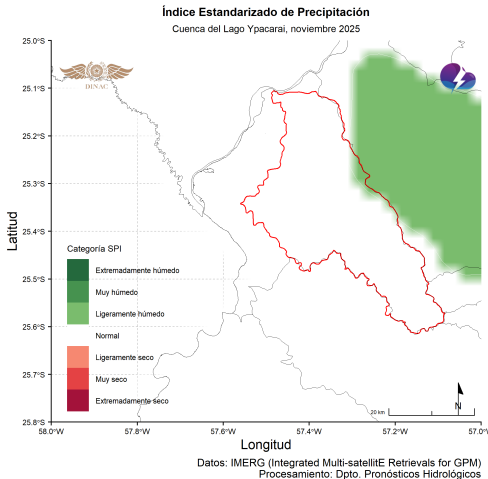 Índice Estandarizado de Precipitación
Cuenca del Lago Ypacarai, noviembre 2025
25.0°S
25.1°S
25.2°S
25.3°S
25.4°S
25.5°S
25.6°S
25.7°S
25.8°S
Latitud
DINAC
Categoría SPI
Extremadamente húmedo
Muy húmedo
Ligeramente húmedo
Normal
Ligeramente seco
Muy seco
Extremadamente seco
20 km
N
58.0°W
57.8°W
57.6°W
57.4°W
57.2°W
57.0°W
Longitud
Datos: IMERG (Integrated Multi-satellitE Retrievals for GPM)
Procesamiento: Dpto. Pronósticos Hidrológicos